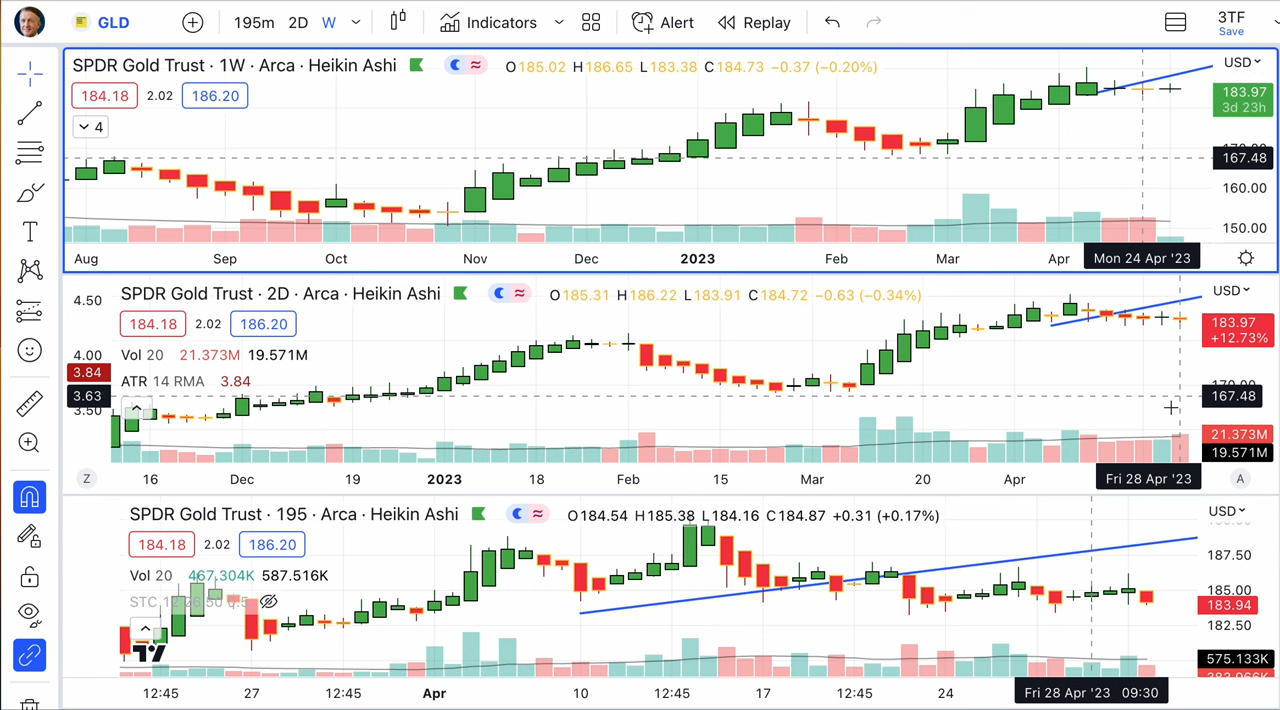 GLD 195m 2D W Indicators Alert Replay 3TF
Save
SPDR Gold Trust · 1W · Arca · Heikin Ashi O185.02 H186.65 L183.38 C184.73 −0.37 (−0.20%) USD
184.18 2.02 186.20
183.97
3d 23h
4
167.48
160.00
150.00
Aug Sep Oct Nov Dec 2023 Feb Mar Apr Mon 24 Apr '23
4.50 SPDR Gold Trust · 2D · Arca · Heikin Ashi O185.31 H186.22 L183.91 C184.72 −0.63 (−0.34%) USD
184.18 2.02 186.20
183.97
+12.73%
4.00 Vol 20 21.373M 19.571M
3.84 ATR 14 RMA 3.84
170.00
3.63 167.48
3.50
21.373M
19.571M
Z 16 Dec 19 2023 18 Feb 15 Mar 20 Apr Fri 28 Apr '23 A
SPDR Gold Trust · 195 · Arca · Heikin Ashi O184.54 H185.38 L184.16 C184.87 +0.31 (+0.17%) USD
184.18 2.02 186.20
187.50
Vol 20 467.304K 587.516K
185.00
183.94
182.50
575.133K
12:45 27 12:45 Apr 10 12:45 17 12:45 24 Fri 28 Apr '23 09:30